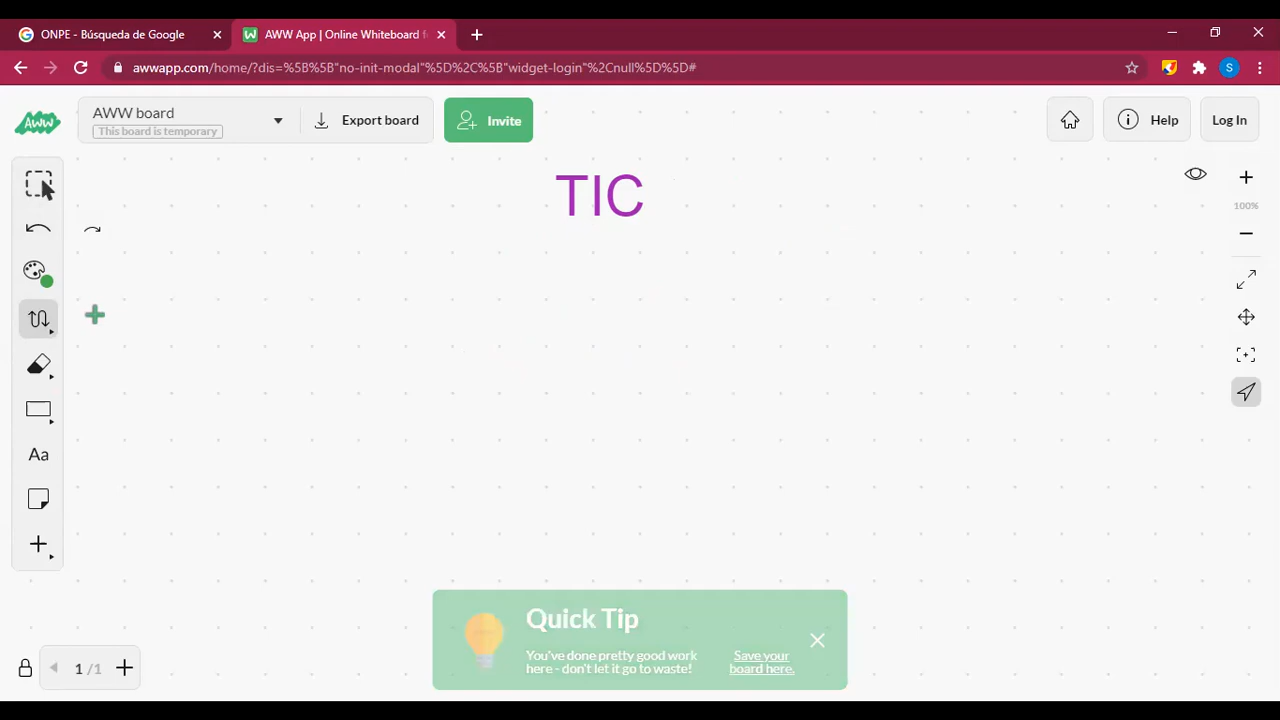 ONPE - Búsqueda de Google
AWW App | Online Whiteboard fo
awwapp.com/home/?dis=%5B%5B"no-init-modal"%5D%2C%5B"widget-login"%2Cnull%5D%5D#
S
AWW
AWW board
This board is temporary
Export board
Invite
Help
Log In
TIC
100%
Aa
Quick Tip
You've done pretty good work
here - don't let it go to waste!
Save your
board here.
1 /1